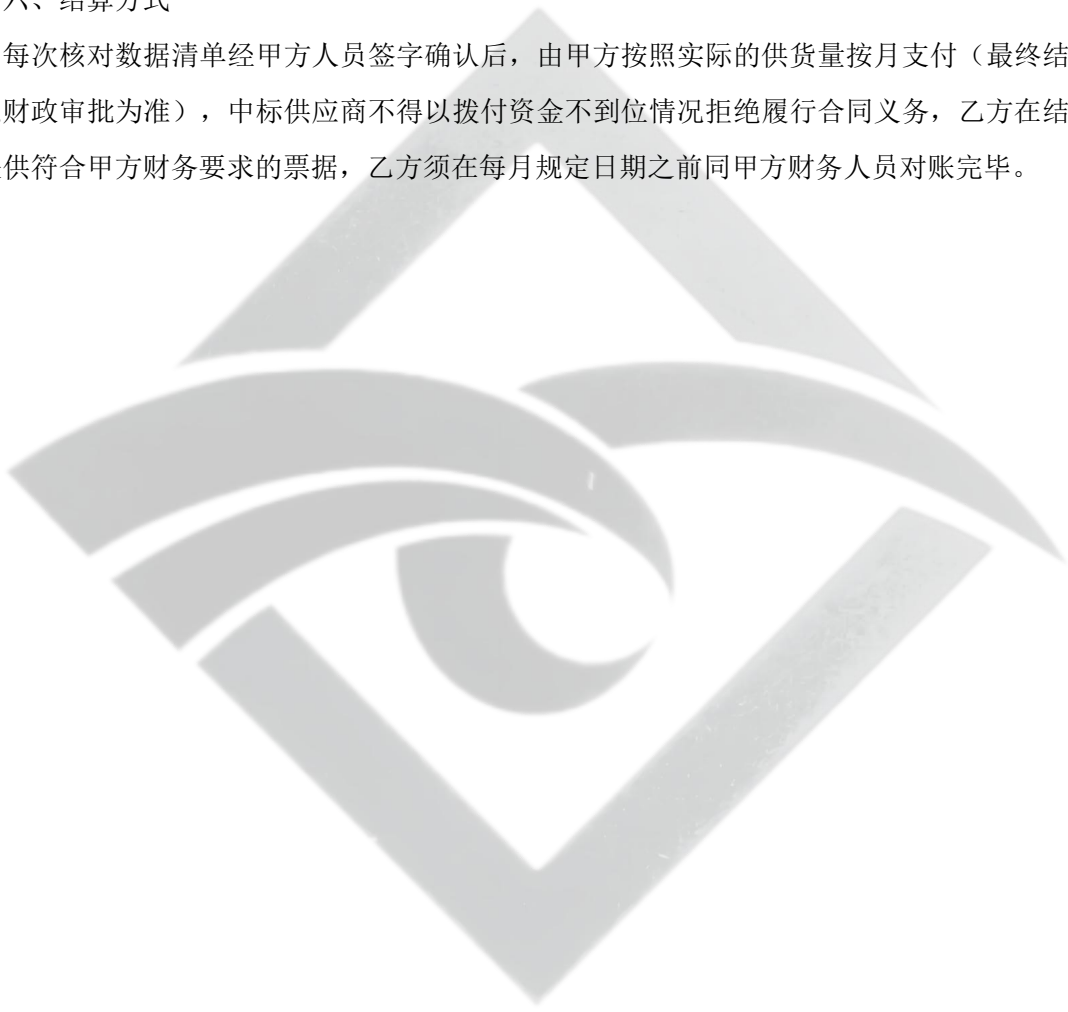 六、结算方式
每次核对数据清单经甲方人员签字确认后，由甲方按照实际的供货量按月支付（最终结
财政审批为准），中标供应商不得以拨付资金不到位情况拒绝履行合同义务，乙方在结
供符合甲方财务要求的票据，乙方须在每月规定日期之前同甲方财务人员对账完毕。